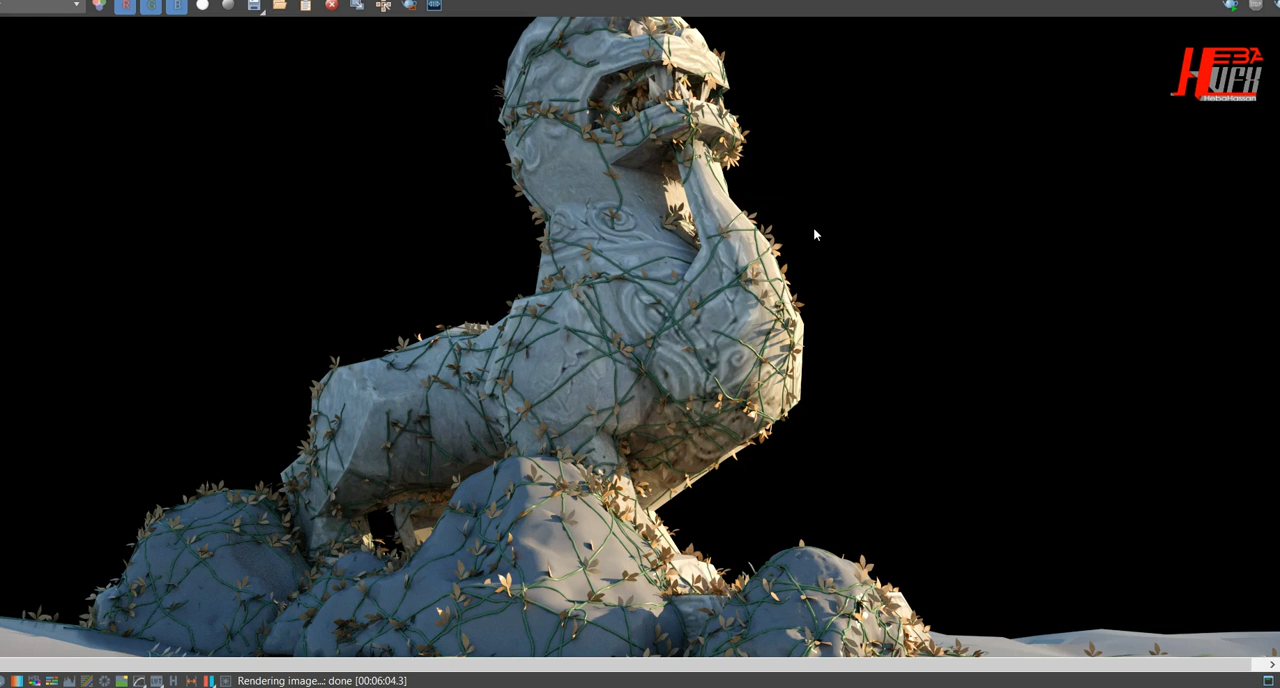 R G B
HEBA
VFX
HebaHassan
Rendering image...: done [00:06:04.3]